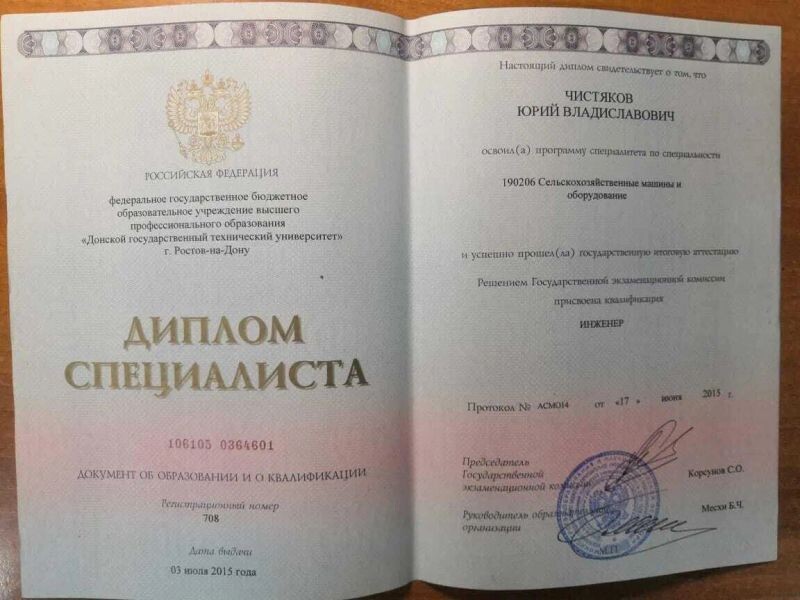 РОССИЙСКАЯ ФЕДЕРАЦИЯ
федеральное государственное бюджетное
образовательное учреждение высшего
профессионального образования
«Донской государственный технический университет»
г. Ростов-на-Дону
ДИПЛОМ
СПЕЦИАЛИСТА
106105 0364601
ДОКУМЕНТ ОБ ОБРАЗОВАНИИ И О КВАЛИФИКАЦИИ
Регистрационный номер
708
Дата выдачи
03 июля 2015 года
Настоящий диплом свидетельствует о том, что
ЧИСТЯКОВ
ЮРИЙ ВЛАДИСЛАВОВИЧ
освоил(а) программу специалитета по специальности
190206 Сельскохозяйственные машины и
оборудование
и успешно прошел(ла) государственную итоговую аттестацию
Решением Государственной экзаменационной комиссии
присвоена квалификация
ИНЖЕНЕР
Протокол № АСМ014 от «17 » июня 2015 г.
Председатель
Государственной
экзаменационной комиссии Корсунов С.О.
Руководитель образовательной
организации Месхи Б.Ч.
М.П.